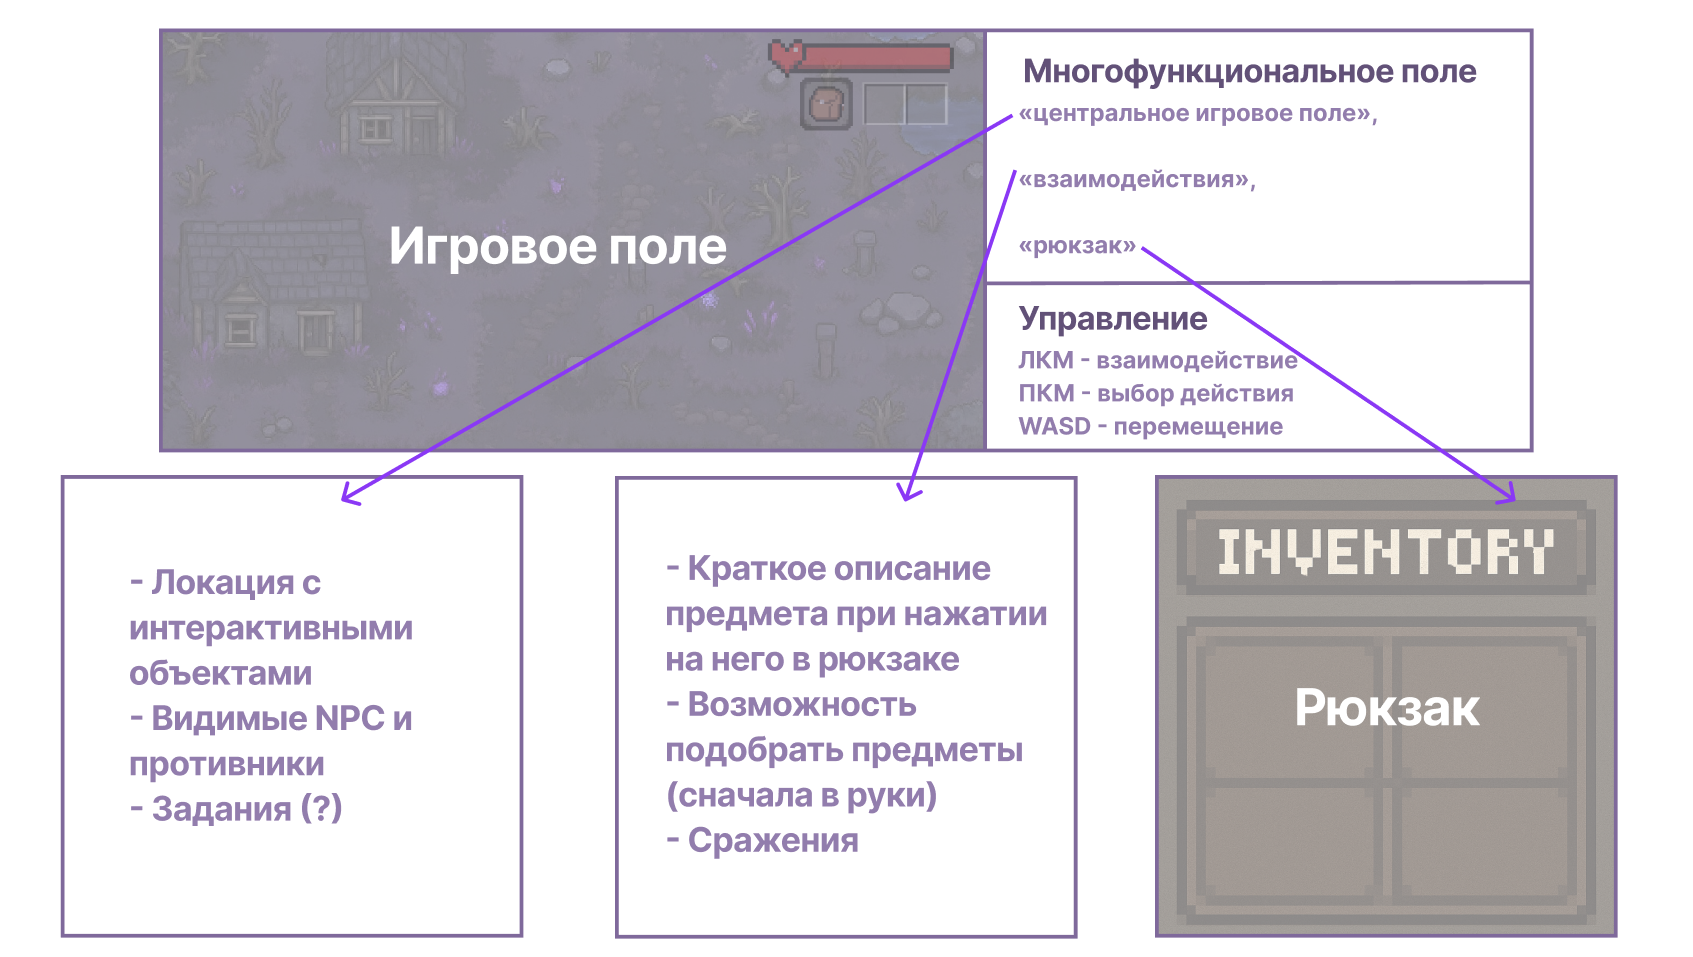 Игровое поле
Многофункциональное поле
«центральное игровое поле»,
«взаимодействия»,
«рюкзак»
Управление
ЛКМ - взаимодействие
ПКМ - выбор действия
WASD - перемещение
- Локация с
интерактивными
объектами
- Видимые NPC и
противники
- Задания (?)
- Краткое описание
предмета при нажатии
на него в рюкзаке
- Возможность
подобрать предметы
(сначала в руки)
- Сражения
INVENTORY
Рюкзак